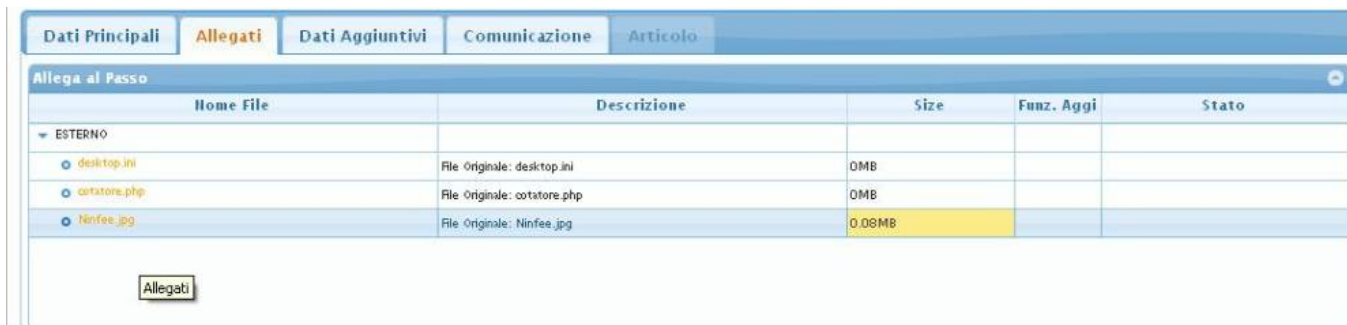 Dati Principali Allegati Dati Aggiuntivi Comunicazione Articolo
Allega al Passo
Nome File Descrizione Size Funz. Aggi Stato
ESTERNO
desktop.ini File Originale: desktop.ini 0MB
cotatore.php File Originale: cotatore.php 0MB
Ninfee.jpg File Originale: Ninfee.jpg 0.08MB
Allegati